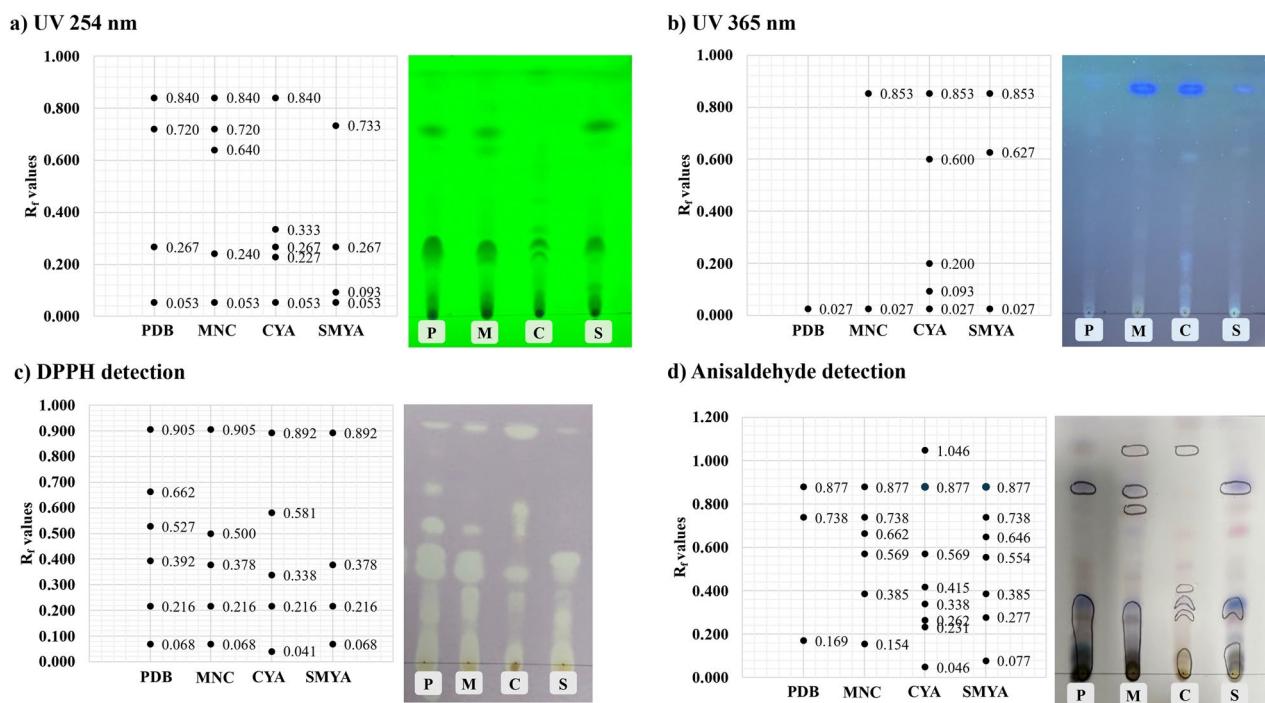 a) UV 254 nm
b) UV 365 nm
1.000
0.800
0.600
0.400
0.200
0.000
Rf values
0.840 0.840 0.840
0.720 0.720 0.733
0.640
0.333
0.267 0.240 0.267 0.267
0.227
0.093
0.053 0.053 0.053 0.053
PDB MNC CYA SMYA
P M C S
1.000
0.800
0.600
0.400
0.200
0.000
Rf values
0.853 0.853 0.853
0.600 0.627
0.200
0.093
0.027 0.027 0.027 0.027
PDB MNC CYA SMYA
P M C S
c) DPPH detection
d) Anisaldehyde detection
1.000
0.900
0.800
0.700
0.600
0.500
0.400
0.300
0.200
0.100
0.000
Rf values
0.905 0.905 0.892 0.892
0.662
0.581
0.527 0.500
0.392 0.378 0.338 0.378
0.216 0.216 0.216 0.216
0.068 0.068 0.041 0.068
PDB MNC CYA SMYA
P M C S
1.200
1.000
0.800
0.600
0.400
0.200
0.000
Rf values
1.046
0.877 0.877 0.877 0.877
0.738 0.738 0.738
0.662 0.646
0.569 0.569 0.554
0.415
0.385 0.385
0.338
0.262 0.277
0.231
0.169 0.154
0.046 0.077
PDB MNC CYA SMYA
P M C S